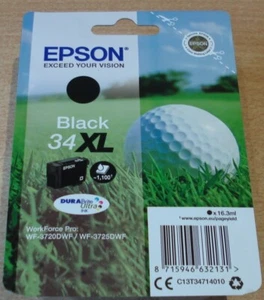 EPSON
EXCEED YOUR VISION
EPSON
Black
34XL
~1,100
DURABrite
Ultra
WorkForce Pro:
WF-3720DWF / WF-3725DWF
x 16.3ml
www.epson.eu/pageyield
8 715946 632131 >
C13T34714010